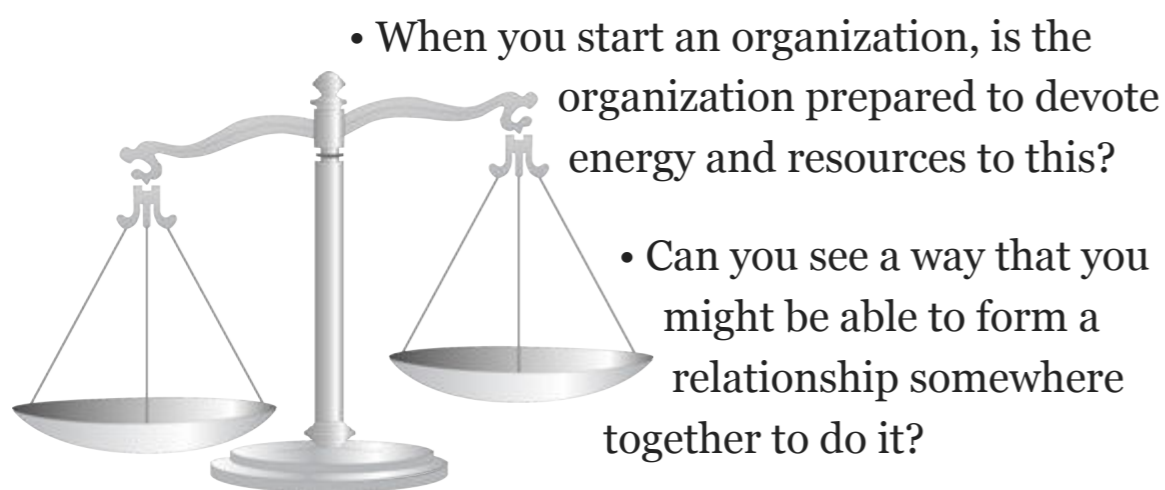 • When you start an organization, is the
organization prepared to devote
energy and resources to this?
• Can you see a way that you
might be able to form a
relationship somewhere
together to do it?